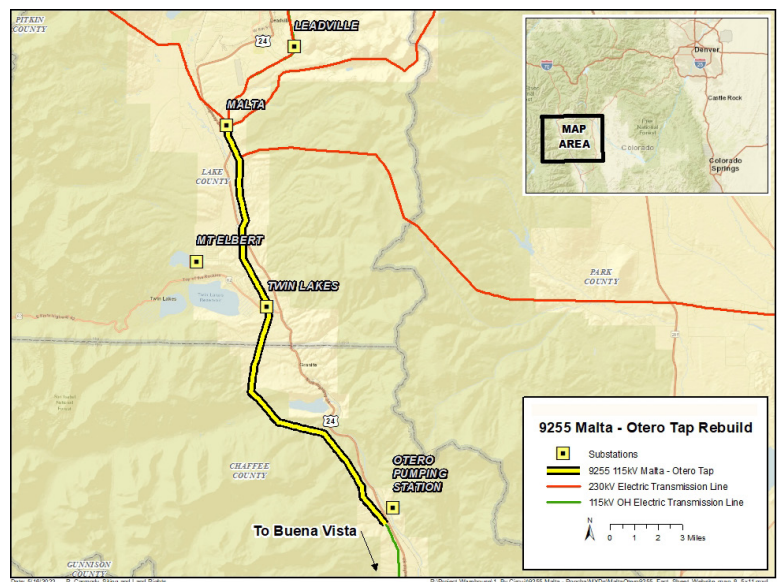 PITKIN
COUNTY
LEADVILLE
24
MALTA
LAKE
COUNTY
MT ELBERT
TWIN LAKES
Twin Lakes
Granite
24
CHAFFEE
COUNTY
OTERO
PUMPING
STATION
To Buena Vista
GUNNISON
COUNTY
PARK
COUNTY
Denver
Castle Rock
MAP
AREA
Colorado
Colorado
Springs
9255 Malta - Otero Tap Rebuild
Substations
9255 115kV Malta - Otero Tap
230kV Electric Transmission Line
115kV OH Electric Transmission Line
N
0 1 2 3 Miles